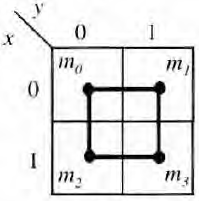 y
x 0 1
0 m₀ m₁
1 m₂ m₃